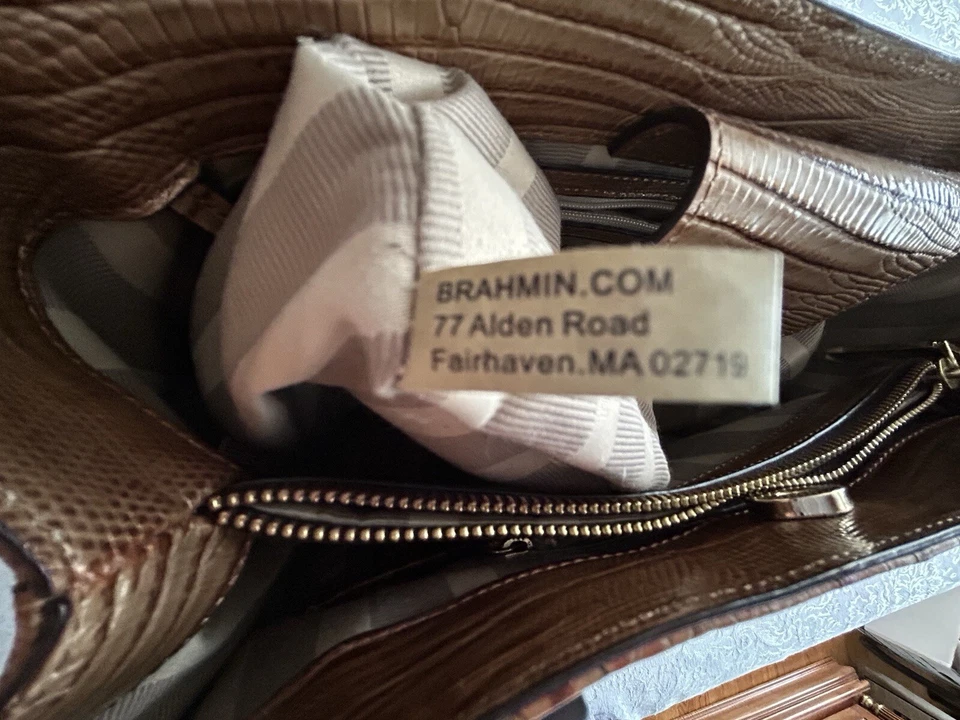 BRAHMIN.COM
77 Alden Road
Fairhaven.MA 02719